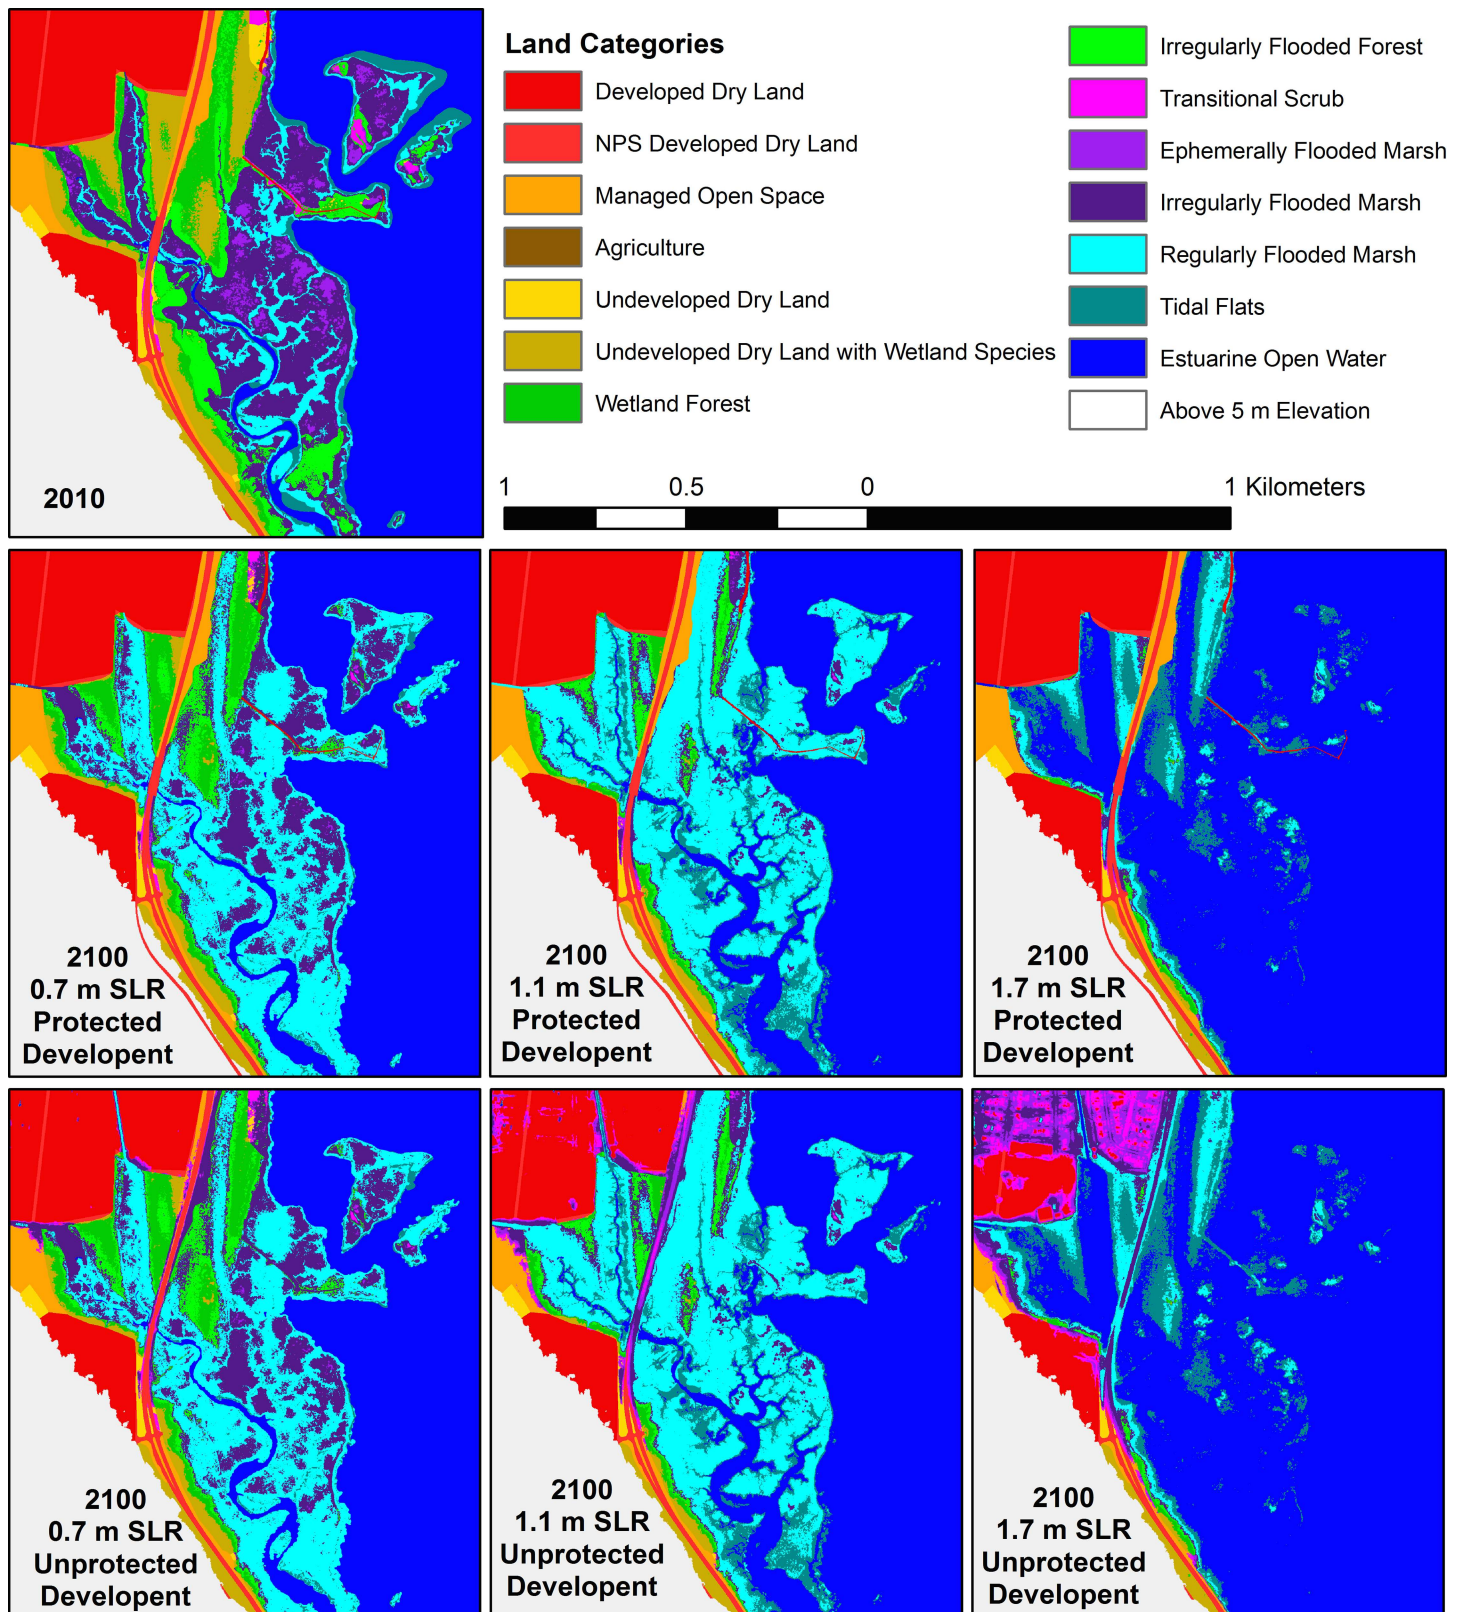 Land Categories
Developed Dry Land
NPS Developed Dry Land
Managed Open Space
Agriculture
Undeveloped Dry Land
Undeveloped Dry Land with Wetland Species
Wetland Forest
Irregularly Flooded Forest
Transitional Scrub
Ephemerally Flooded Marsh
Irregularly Flooded Marsh
Regularly Flooded Marsh
Tidal Flats
Estuarine Open Water
Above 5 m Elevation
1 0.5 0 1 Kilometers
2010
2100
0.7 m SLR
Protected
Developent
2100
1.1 m SLR
Protected
Developent
2100
1.7 m SLR
Protected
Developent
2100
0.7 m SLR
Unprotected
Developent
2100
1.1 m SLR
Unprotected
Developent
2100
1.7 m SLR
Unprotected
Developent